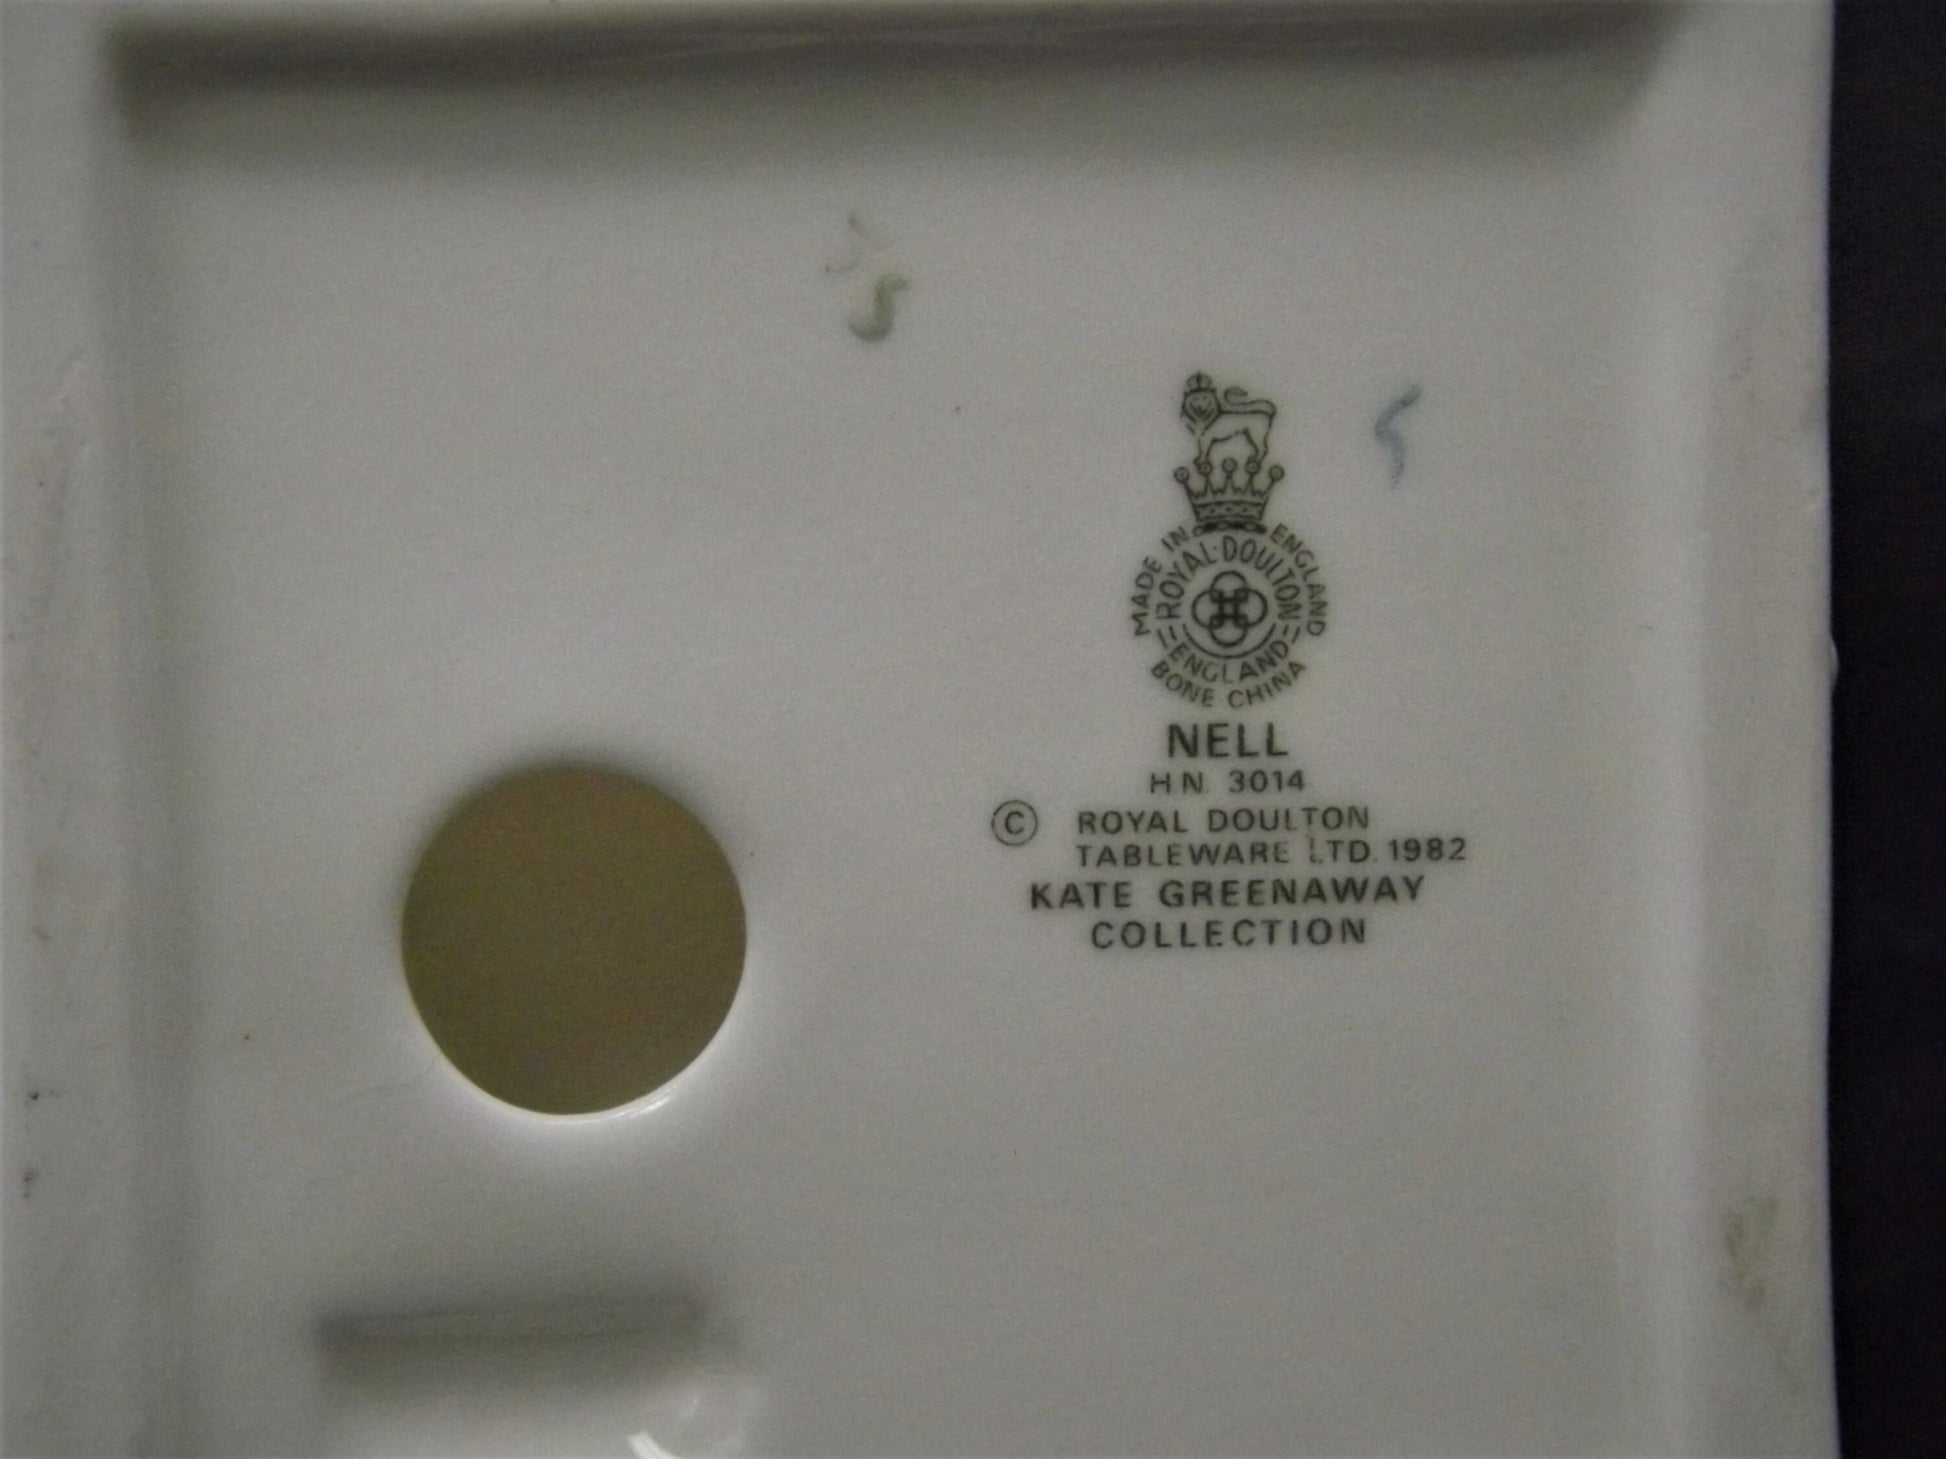 MADE IN ENGLAND
ROYAL·DOULTON
ENGLAND
BONE CHINA
NELL
H.N. 3014
© ROYAL DOULTON
TABLEWARE LTD. 1982
KATE GREENAWAY
COLLECTION